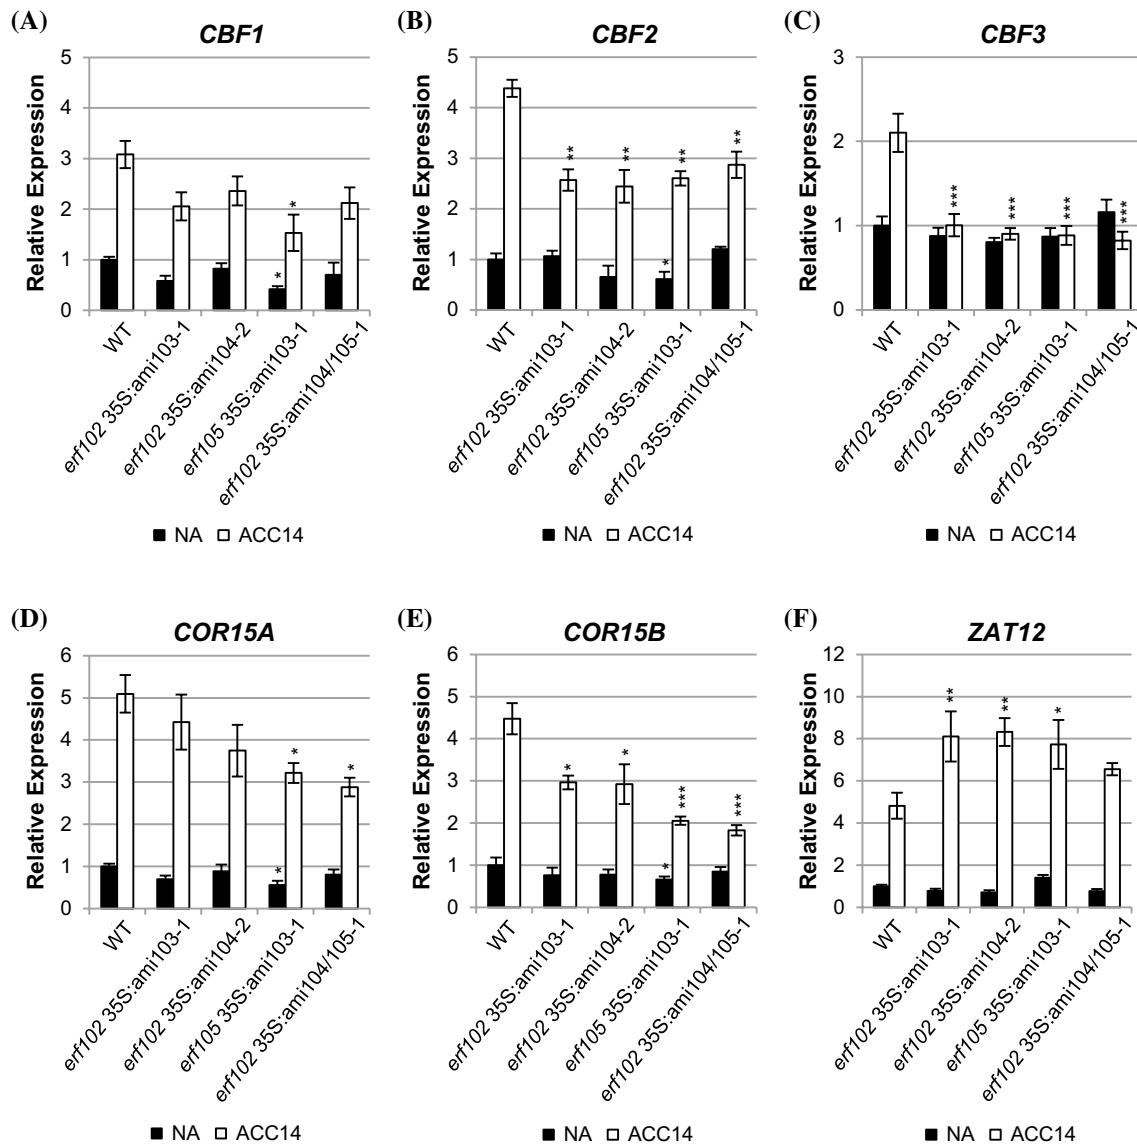 (A) CBF1
Relative Expression
5
4
3
2
1
0
*
*
WT
erf102 35S:ami103-1
erf102 35S:ami104-2
erf105 35S:ami103-1
erf102 35S:ami104/105-1
NA ACC14
(B) CBF2
Relative Expression
5
4
3
2
1
0
**
**
*
**
**
WT
erf102 35S:ami103-1
erf102 35S:ami104-2
erf105 35S:ami103-1
erf102 35S:ami104/105-1
NA ACC14
(C) CBF3
Relative Expression
3
2
1
0
***
***
***
***
WT
erf102 35S:ami103-1
erf102 35S:ami104-2
erf105 35S:ami103-1
erf102 35S:ami104/105-1
NA ACC14
(D) COR15A
Relative Expression
6
5
4
3
2
1
0
*
*
*
WT
erf102 35S:ami103-1
erf102 35S:ami104-2
erf105 35S:ami103-1
erf102 35S:ami104/105-1
NA ACC14
(E) COR15B
Relative Expression
6
5
4
3
2
1
0
*
*
*
***
***
WT
erf102 35S:ami103-1
erf102 35S:ami104-2
erf105 35S:ami103-1
erf102 35S:ami104/105-1
NA ACC14
(F) ZAT12
Relative Expression
12
10
8
6
4
2
0
**
**
*
WT
erf102 35S:ami103-1
erf102 35S:ami104-2
erf105 35S:ami103-1
erf102 35S:ami104/105-1
NA ACC14